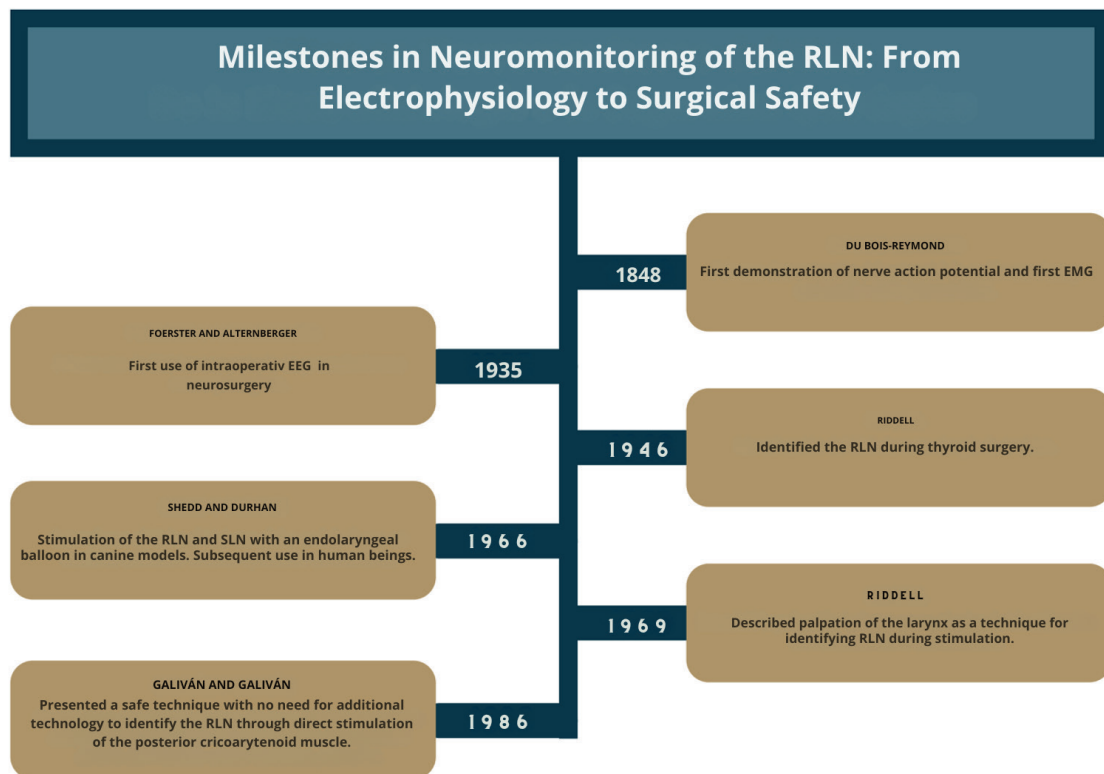 Milestones in Neuromonitoring of the RLN: From
Electrophysiology to Surgical Safety
1848
DU BOIS-REYMOND
First demonstration of nerve action potential and first EMG
1935
FOERSTER AND ALTERNBERGER
First use of intraoperativ EEG in
neurosurgery
1946
RIDDELL
Identified the RLN during thyroid surgery.
1966
SHEDD AND DURHAN
Stimulation of the RLN and SLN with an endolaryngeal
balloon in canine models. Subsequent use in human beings.
1969
RIDDELL
Described palpation of the larynx as a technique for
identifying RLN during stimulation.
1986
GALIVÁN AND GALIVÁN
Presented a safe technique with no need for additional
technology to identify the RLN through direct stimulation
of the posterior cricoarytenoid muscle.